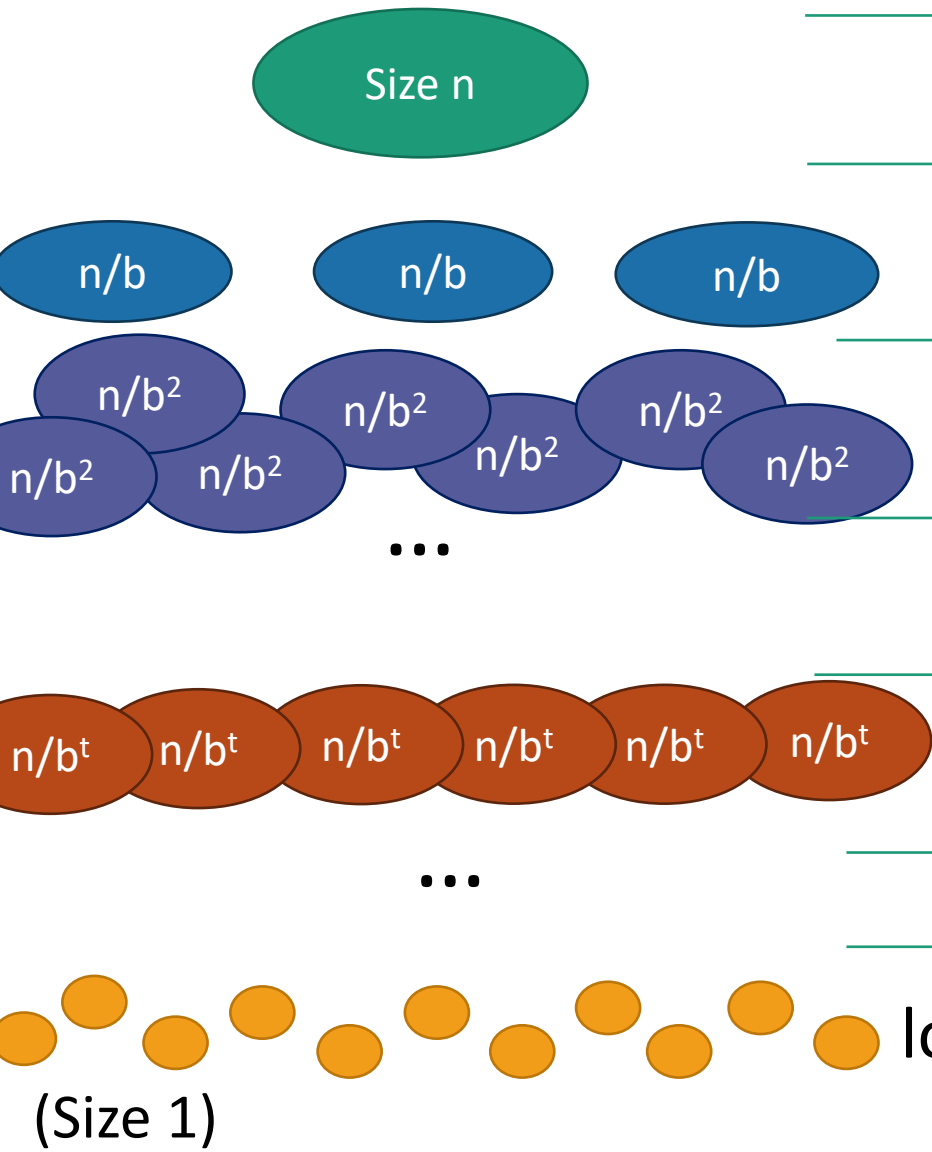 Size n
n/b n/b n/b
n/b² n/b² n/b²
n/b² n/b² n/b² n/b²
...
n/bᵗ n/bᵗ n/bᵗ n/bᵗ n/bᵗ n/bᵗ
...
(Size 1)